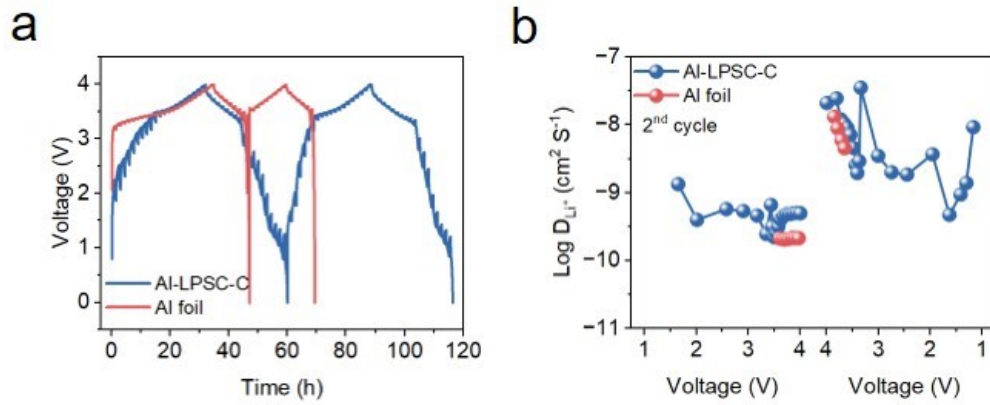 a
Voltage (V)
4
3
2
1
0
Al-LPSC-C
Al foil
0 20 40 60 80 100 120
Time (h)
b
Log D_Li⁺ (cm² S⁻¹)
−7
−8
−9
−10
−11
Al-LPSC-C
Al foil
2nd cycle
1 2 3 4 4 3 2 1
Voltage (V) Voltage (V)